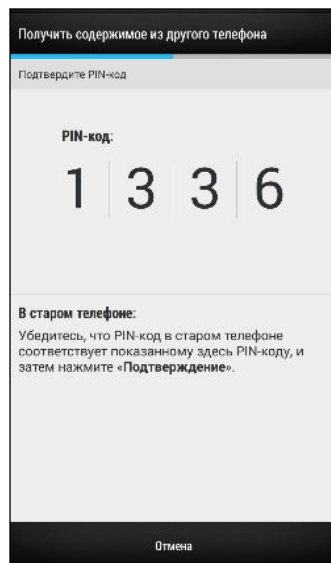 Получить содержимое из другого телефона
Подтвердите PIN-код
PIN-код:
1 3 3 6
В старом телефоне:
Убедитесь, что PIN-код в старом телефоне
соответствует показанному здесь PIN-коду, и
затем нажмите «Подтверждение».
Отмена